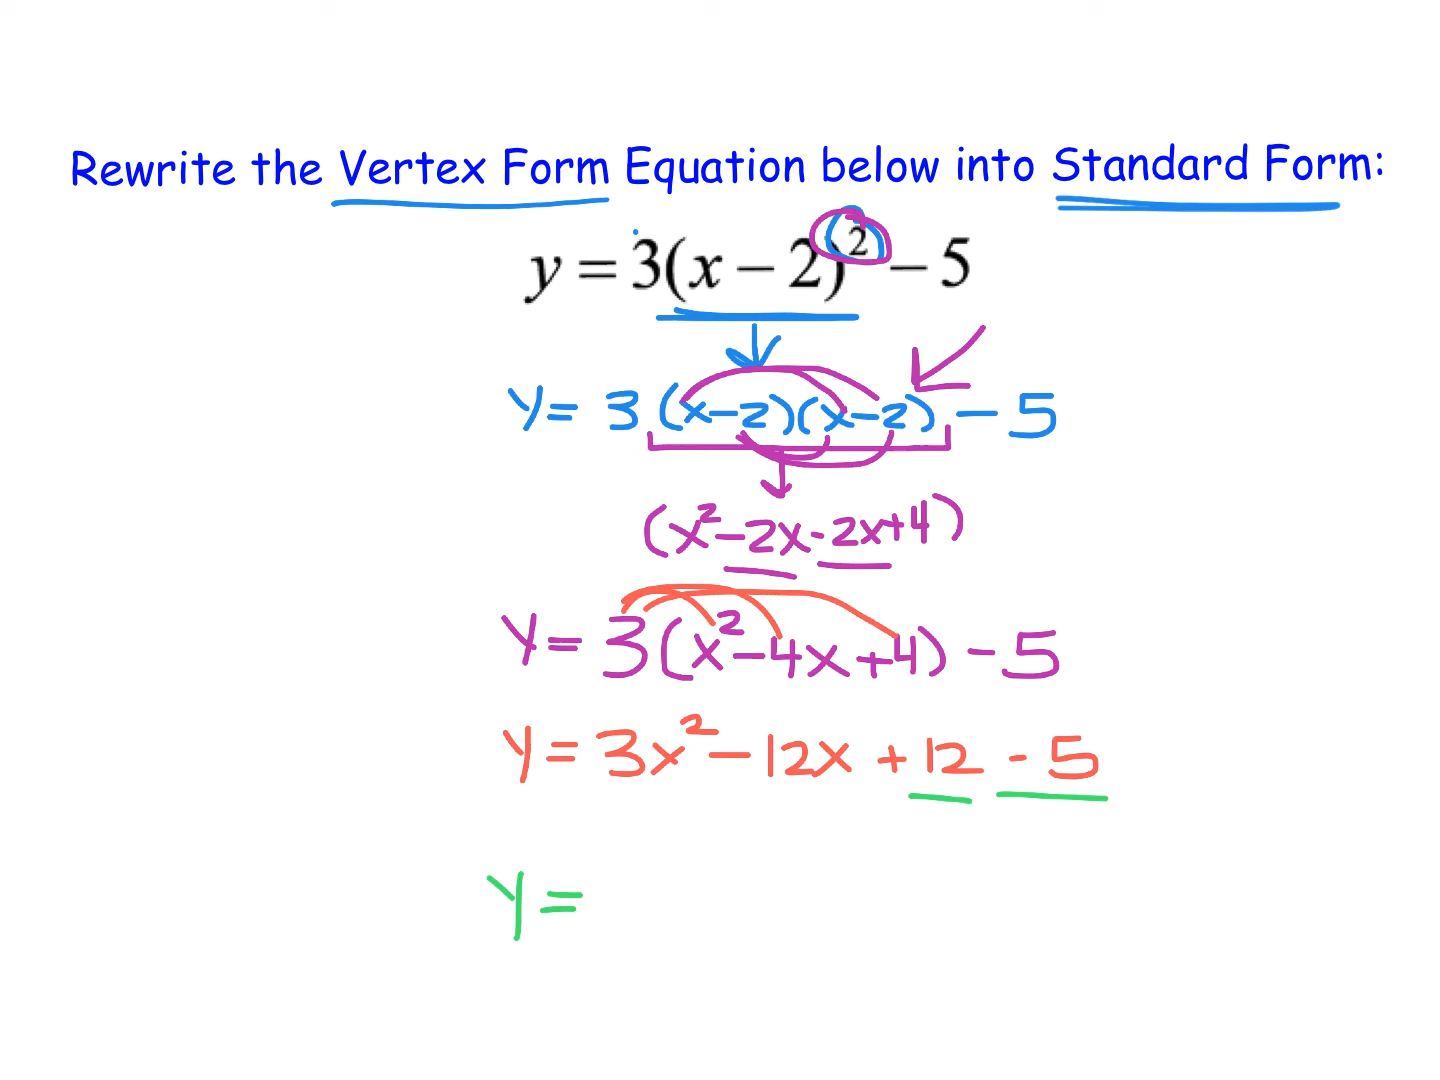 Rewrite the Vertex Form Equation below into Standard Form:
y = 3(x − 2)² − 5
y = 3(x-2)(x-2) - 5
(x² - 2x - 2x + 4)
y = 3(x² - 4x + 4) - 5
y = 3x² - 12x + 12 - 5
y =